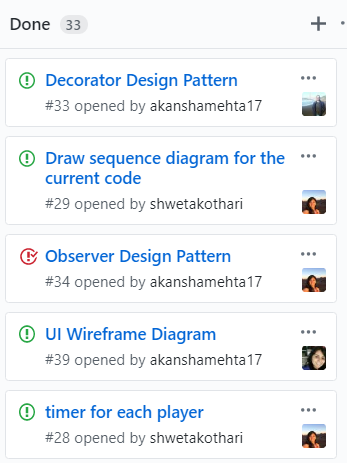 Done 33
Decorator Design Pattern
#33 opened by akanshamehta17
Draw sequence diagram for the
current code
#29 opened by shwetakothari
Observer Design Pattern
#34 opened by akanshamehta17
UI Wireframe Diagram
#39 opened by akanshamehta17
timer for each player
#28 opened by shwetakothari